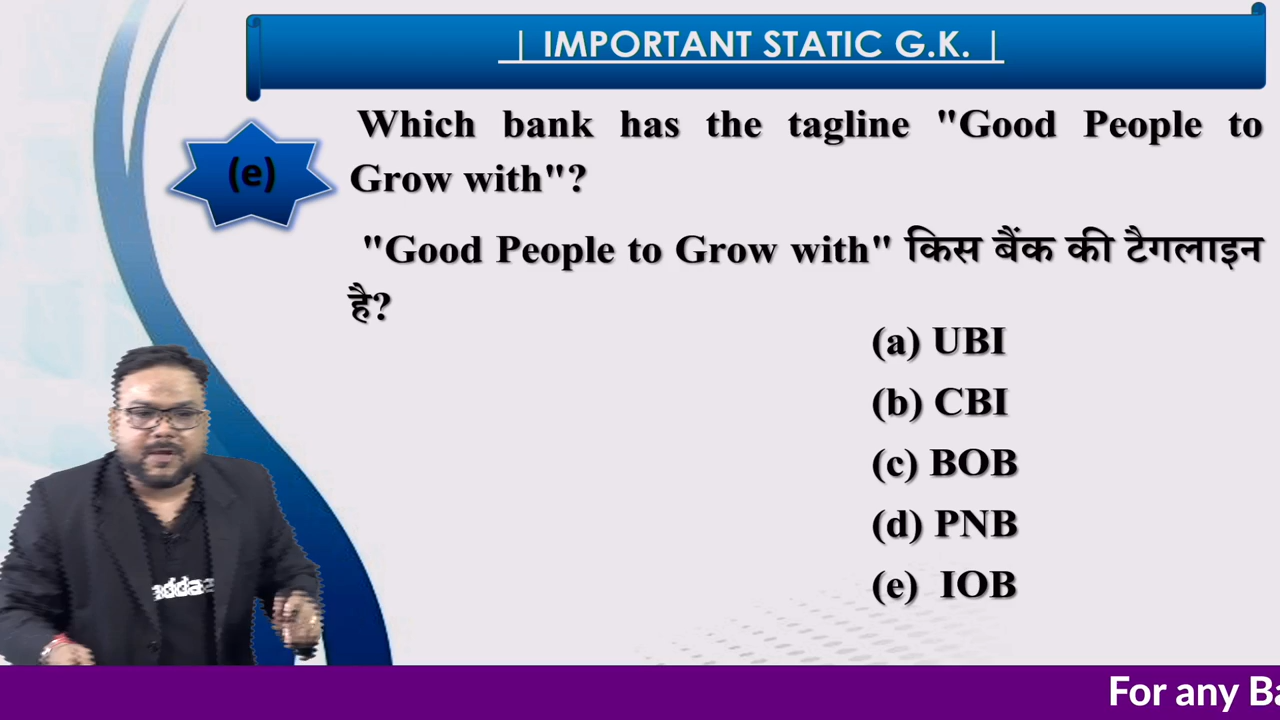 | IMPORTANT STATIC G.K. |
Which bank has the tagline "Good People to
(e)
Grow with"?
"Good People to Grow with" किस बैंक की टैगलाइन
है?
(a) UBI
(b) CBI
(c) BOB
(d) PNB
(e) IOB
adda
For any Ba